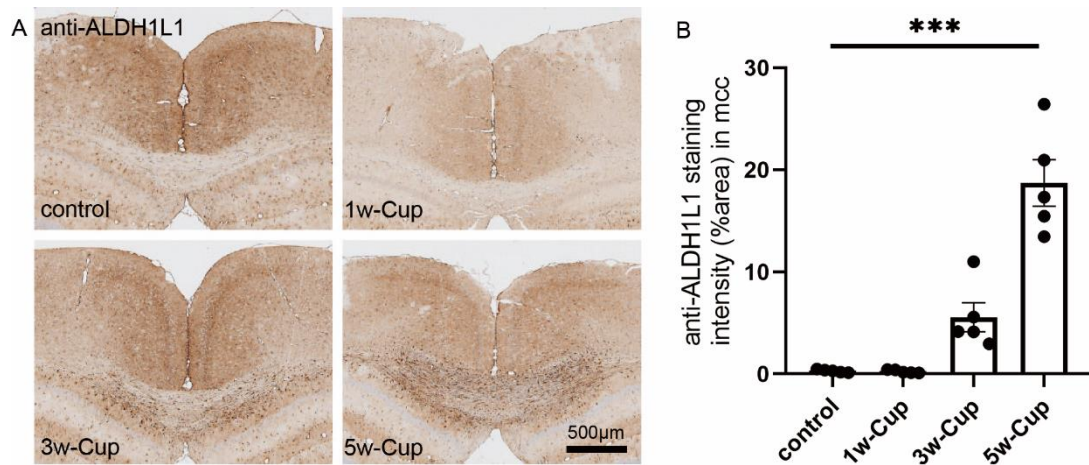 A
anti-ALDH1L1
control
1w-Cup
3w-Cup
5w-Cup
500µm
B
***
anti-ALDH1L1 staining
intensity (%area) in mcc
30
20
10
0
control
1w-Cup
3w-Cup
5w-Cup